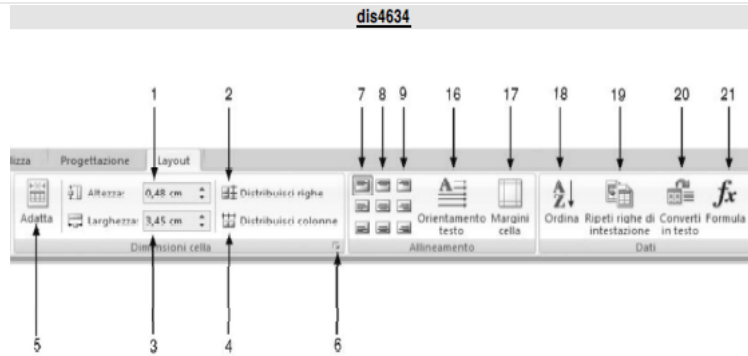 dis4634
1 2 7 8 9 16 17 18 19 20 21
lizza Progettazione Layout
Altezza: 0,48 cm Distribuisci righe
Adatta Larghezza: 3,45 cm Distribuisci colonne
Orientamento testo Margini cella Ordina Ripeti righe di intestazione Converti in testo Formula
Dimensioni cella Allineamento Dati
5 3 4 6